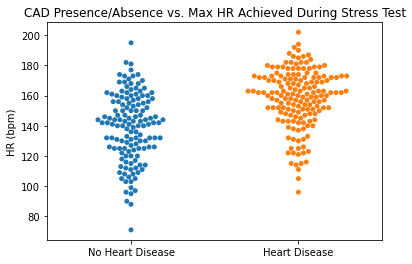 CAD Presence/Absence vs. Max HR Achieved During Stress Test
HR (bpm)
200
180
160
140
120
100
80
No Heart Disease
Heart Disease